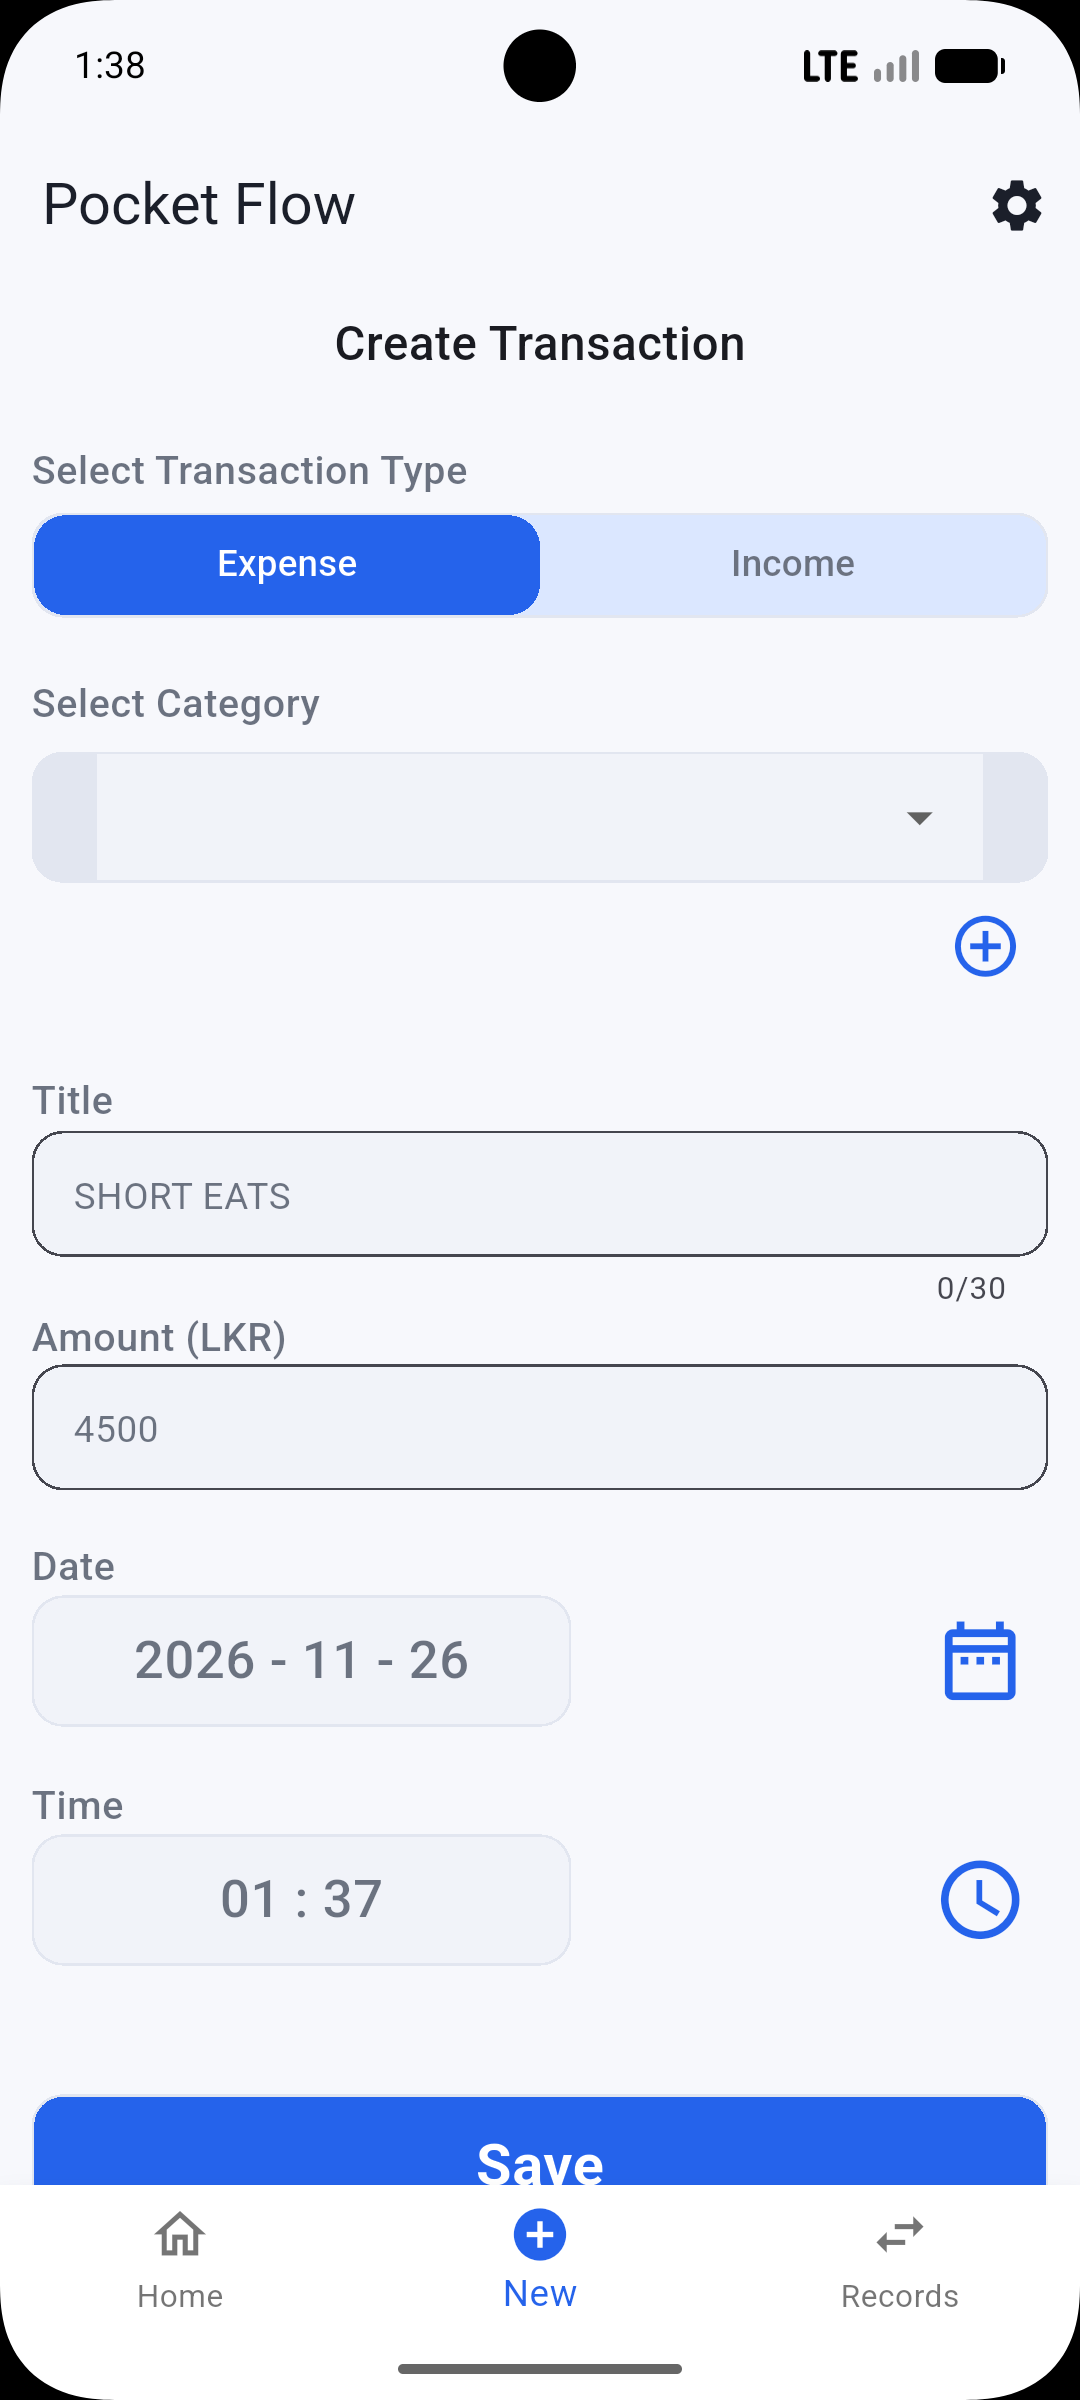 1:38
LTE
Pocket Flow
Create Transaction
Select Transaction Type
Expense
Income
Select Category
Title
SHORT EATS
0/30
Amount (LKR)
4500
Date
2026 - 11 - 26
Time
01 : 37
Save
Home
New
Records